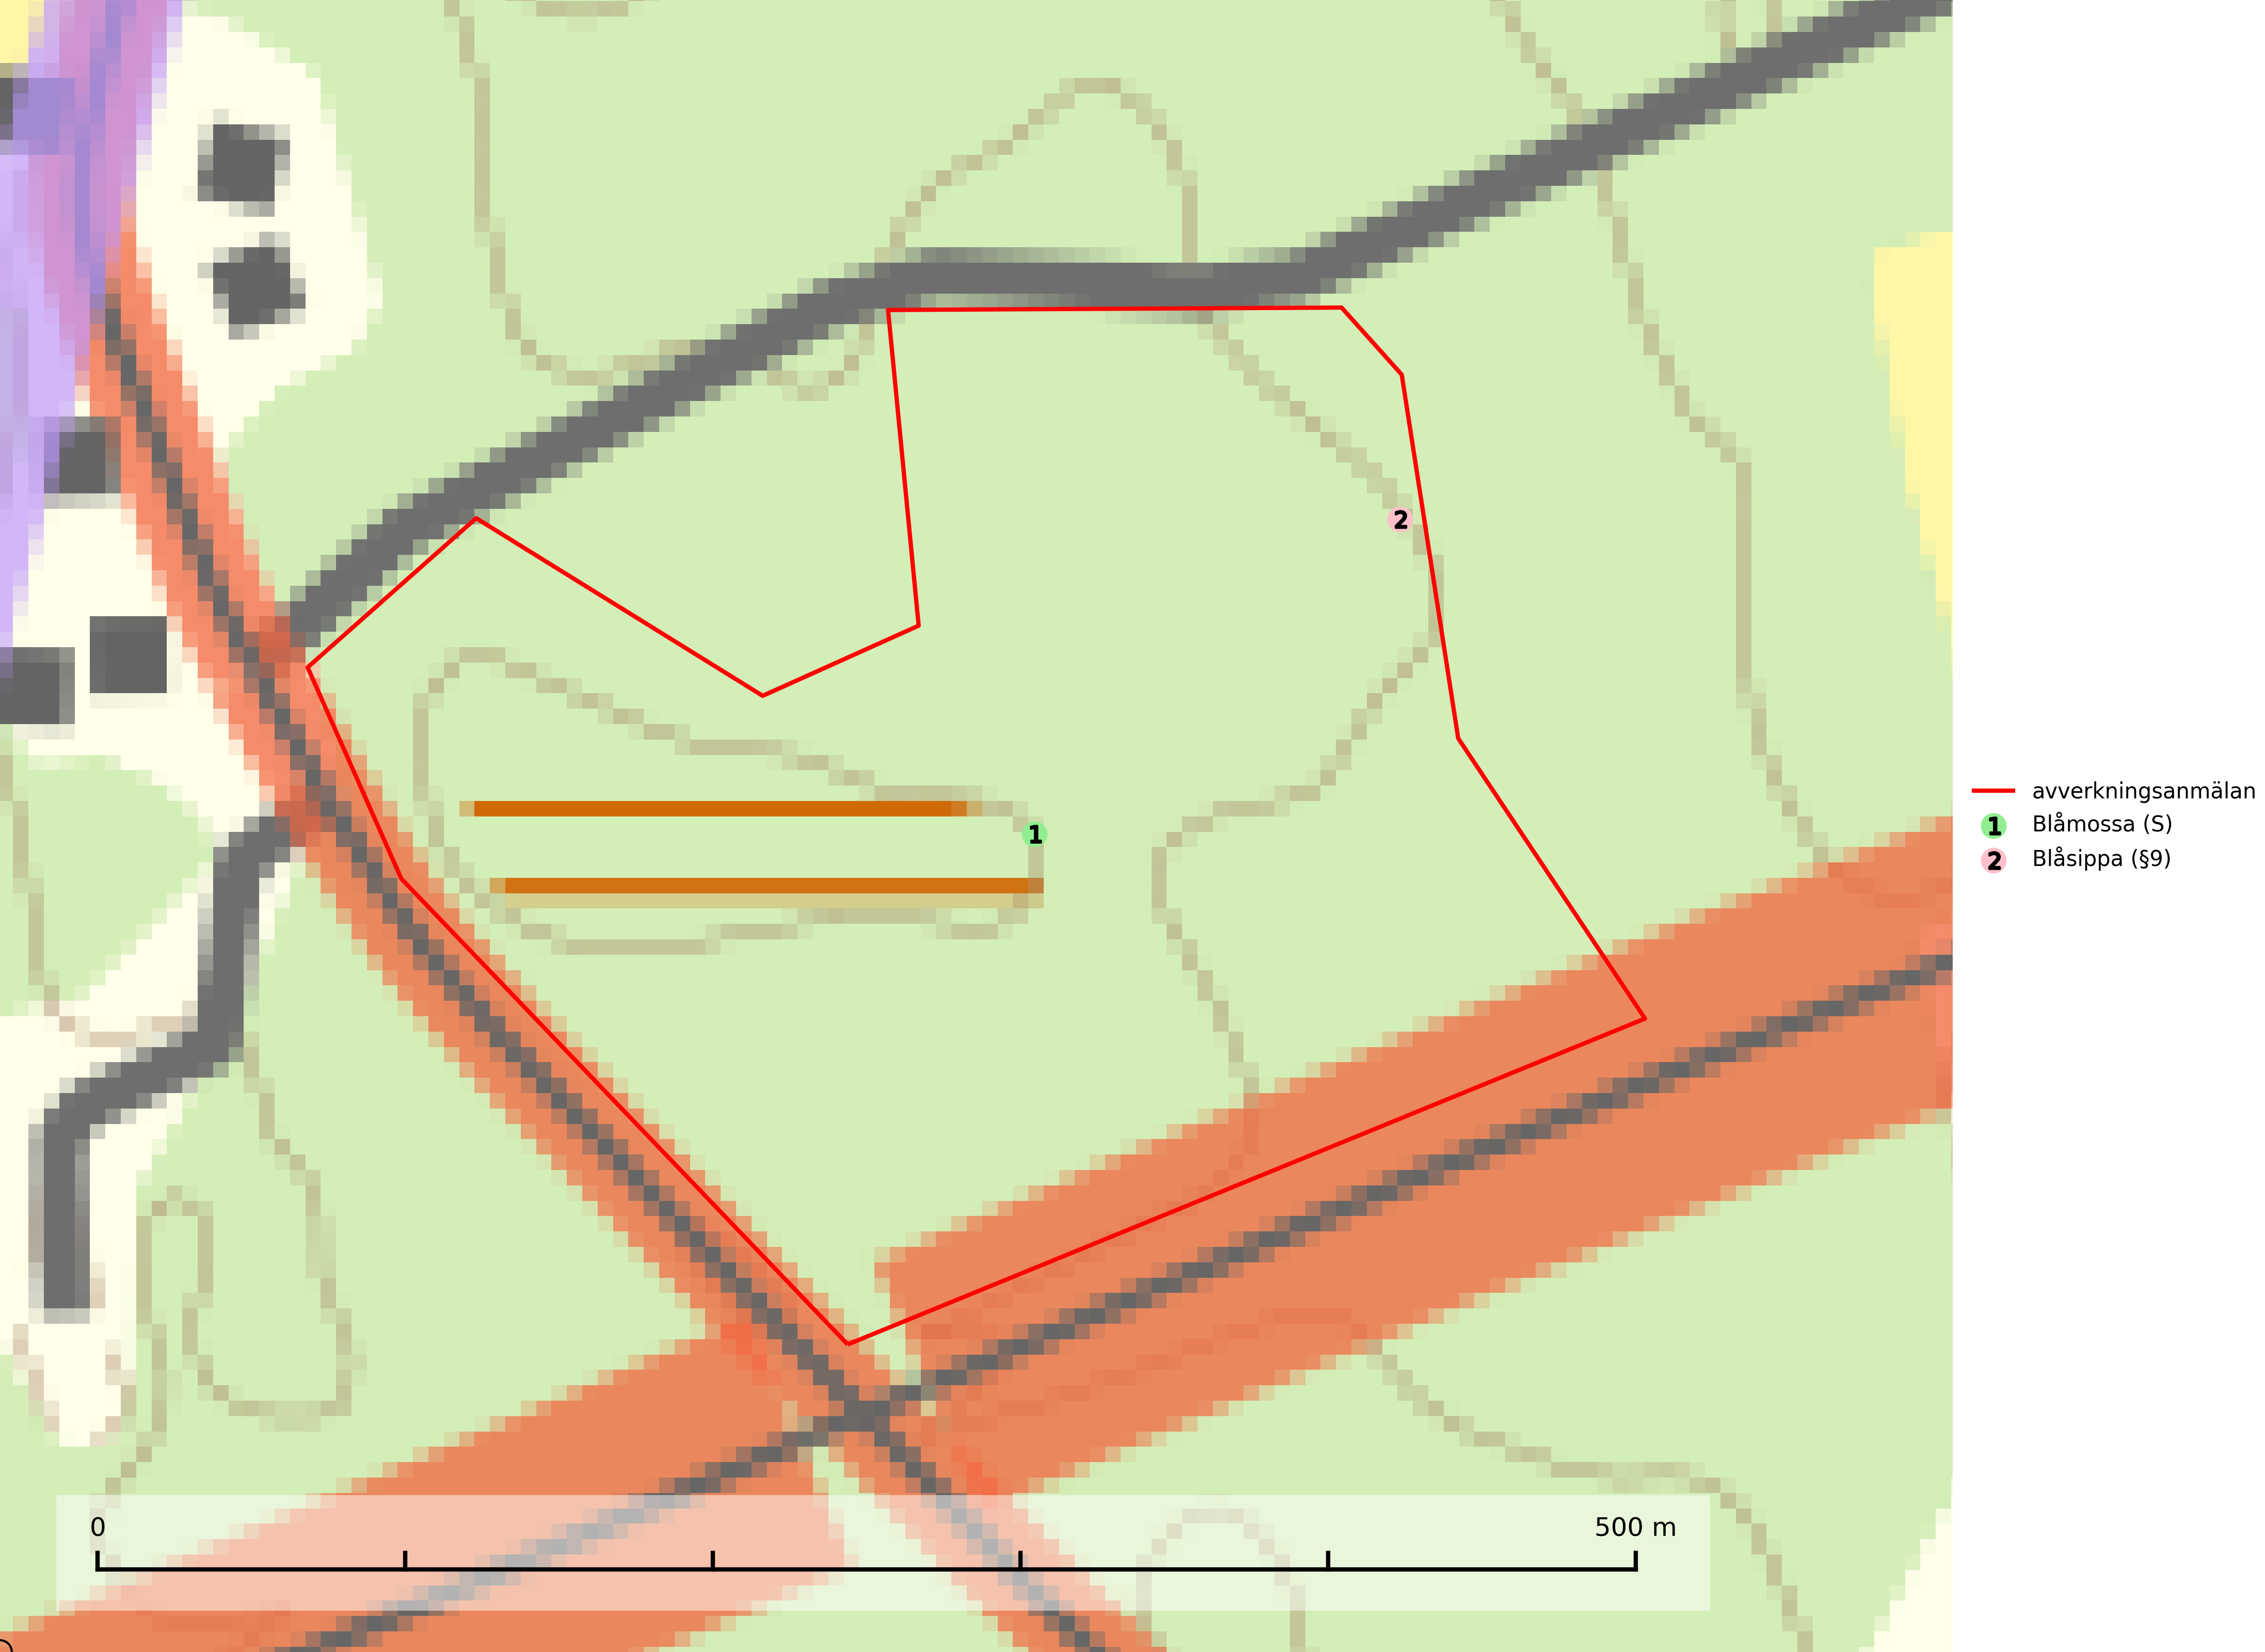 2
1
avverkningsanmälan
1 Blåmossa (S)
2 Blåsippa (§9)
0 500 m